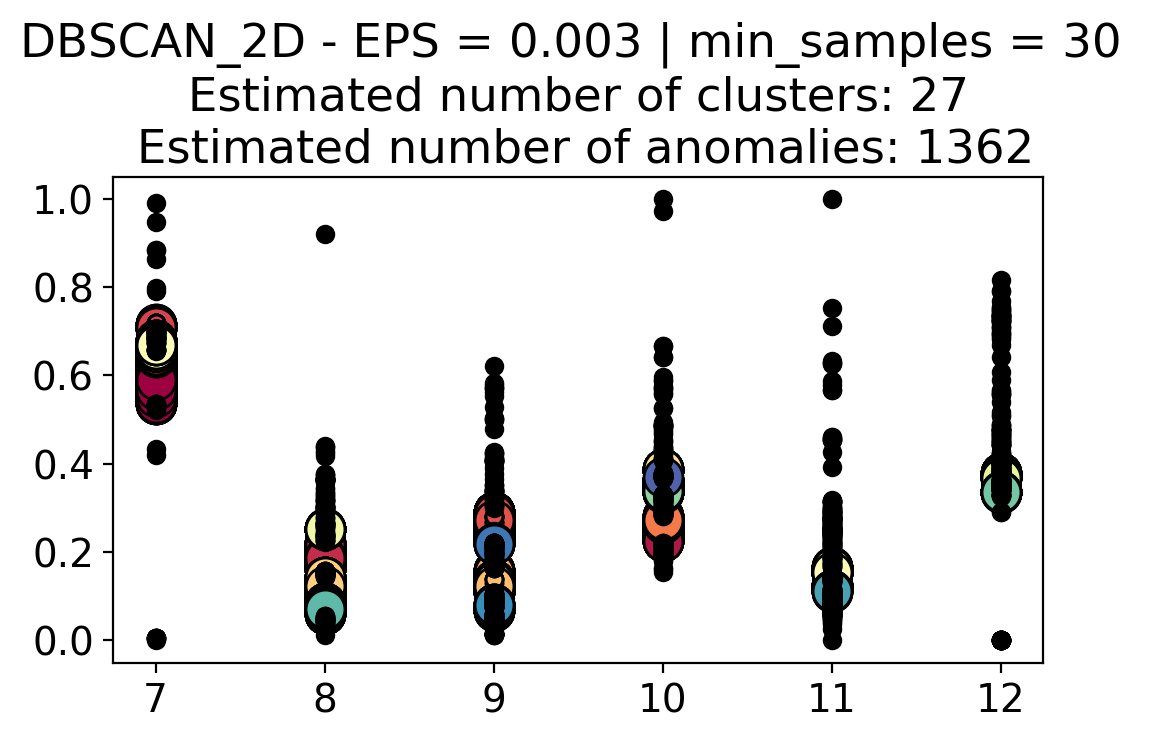 DBSCAN_2D - EPS = 0.003 | min_samples = 30
Estimated number of clusters: 27
Estimated number of anomalies: 1362
1.0
0.8
0.6
0.4
0.2
0.0
7 8 9 10 11 12